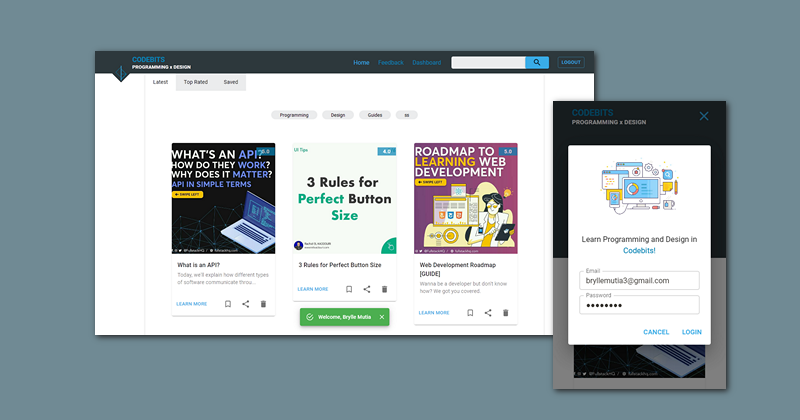 CODEBITS
PROGRAMMING x DESIGN
Home
Feedback
Dashboard
LOGOUT
Latest
Top Rated
Saved
Programming
Design
Guides
All
WHAT'S AN API?
HOW DO THEY WORK?
WHY DOES IT MATTER?
API IN SIMPLE TERMS
SWIPE LEFT
What is an API?
Today, we'll explain how different types
of software communicate throu...
LEARN MORE
UI Tips
4.0
3 Rules for
Perfect Button
Size
3 Rules for Perfect Button Size
LEARN MORE
5.0
ROADMAP TO
LEARNING WEB
DEVELOPMENT
SWIPE LEFT
Web Development Roadmap
[GUIDE]
Wanna be a developer but don't know
how? We got you covered.
LEARN MORE
Welcome, Brylle Mutia
CODEBITS
PROGRAMMING x DESIGN
Learn Programming and Design in
Codebits!
Email
bryllemutia3@gmail.com
Password
CANCEL
LOGIN